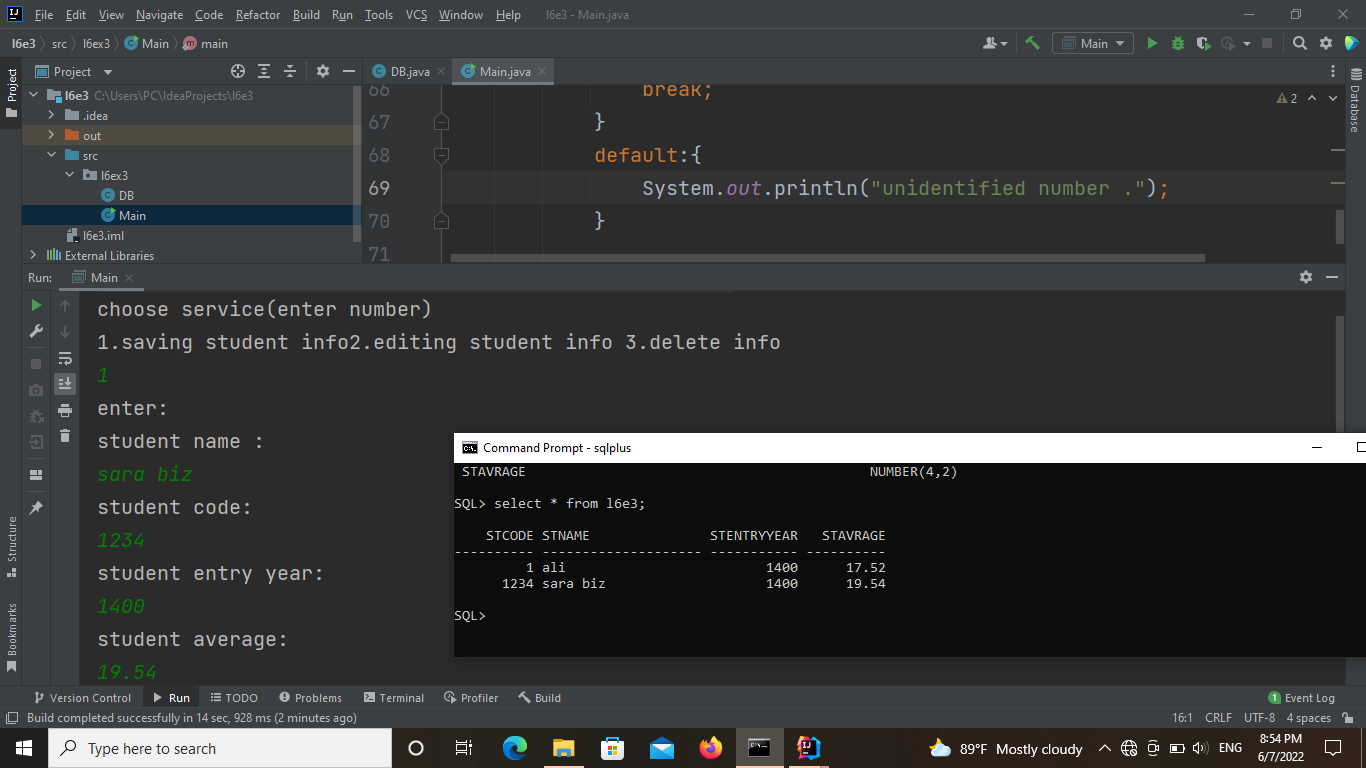 File Edit View Navigate Code Refactor Build Run Tools VCS Window Help l6e3 - Main.java
l6e3 src l6ex3 Main main Main
Project
DB.java Main.java
l6e3 C:\Users\PC\IdeaProjects\l6e3
.idea
out
src
l6ex3
DB
Main
l6e3.iml
External Libraries
66 break;
67 }
68 default:{
69 System.out.println("unidentified number .");
70 }
71
2
Project
Database
Run: Main
choose service(enter number)
1.saving student info2.editing student info 3.delete info
1
enter:
student name :
sara biz
student code:
1234
student entry year:
1400
student average:
19.54
Structure
Bookmarks
Command Prompt - sqlplus
STAVRAGE NUMBER(4,2)
SQL> select * from l6e3;
STCODE STNAME STENTRYYEAR STAVRAGE
---------- -------------------- ----------- ----------
1 ali 1400 17.52
1234 sara biz 1400 19.54
SQL>
Version Control Run TODO Problems Terminal Profiler Build 1 Event Log
Build completed successfully in 14 sec, 928 ms (2 minutes ago) 16:1 CRLF UTF-8 4 spaces
Type here to search 89°F Mostly cloudy ENG 8:54 PM
6/7/2022